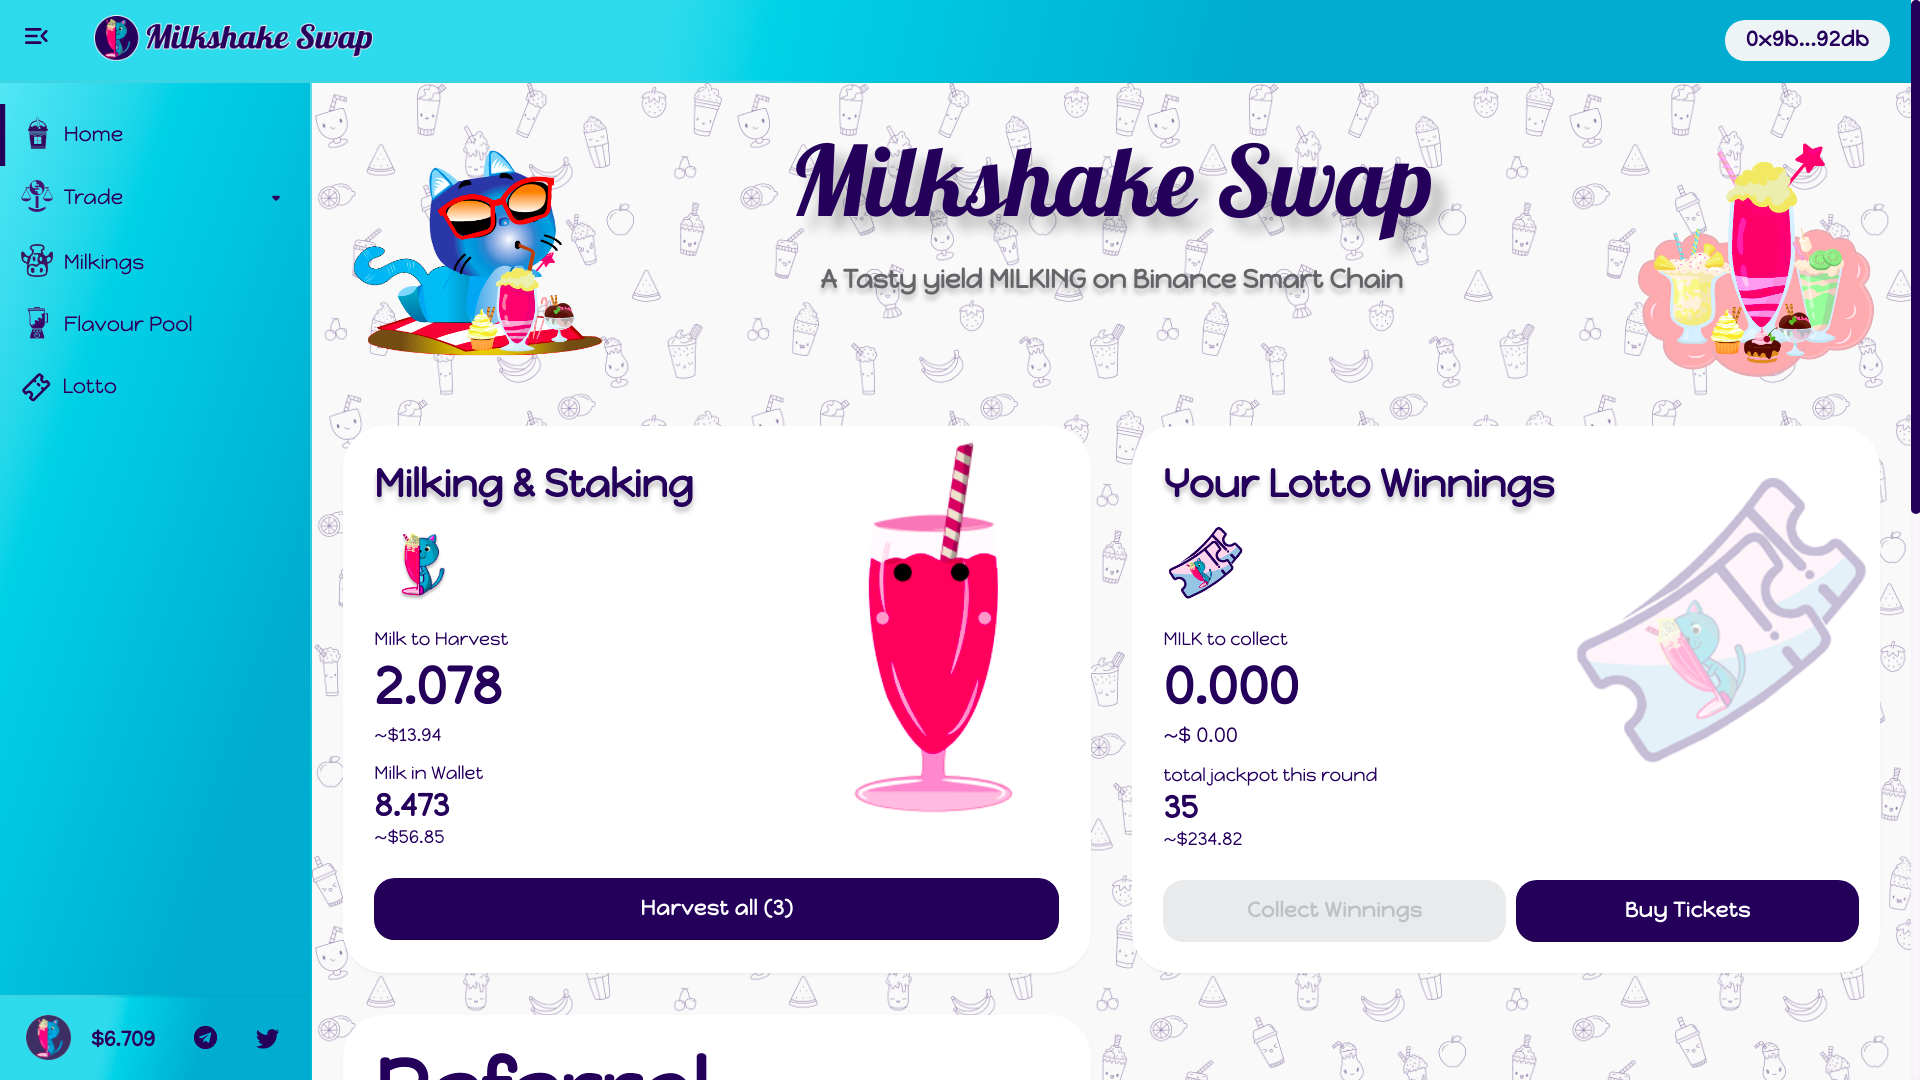 Milkshake Swap
0x9b...92db
Home
Trade
Milkings
Flavour Pool
Lotto
$6.709
Milkshake Swap
A Tasty yield MILKING on Binance Smart Chain
Milking & Staking
Milk to Harvest
2.078
~$13.94
Milk in Wallet
8.473
~$56.85
Harvest all (3)
Your Lotto Winnings
MILK to collect
0.000
~$ 0.00
total jackpot this round
35
~$234.82
Collect Winnings
Buy Tickets
Referral